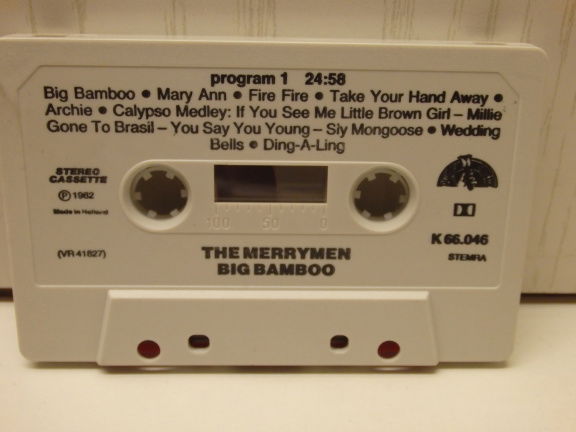 program 1 24:58
Big Bamboo • Mary Ann • Fire Fire • Take Your Hand Away •
Archie • Calypso Medley: If You See Me Little Brown Girl – Millie
Gone To Brasil – You Say You Young – Sly Mongoose • Wedding
Bells • Ding-A-Ling
STEREO
CASSETTE
℗ 1982
Made in Holland
100 50 0
K 66.046
STEMRA
(VR 41827)
THE MERRYMEN
BIG BAMBOO